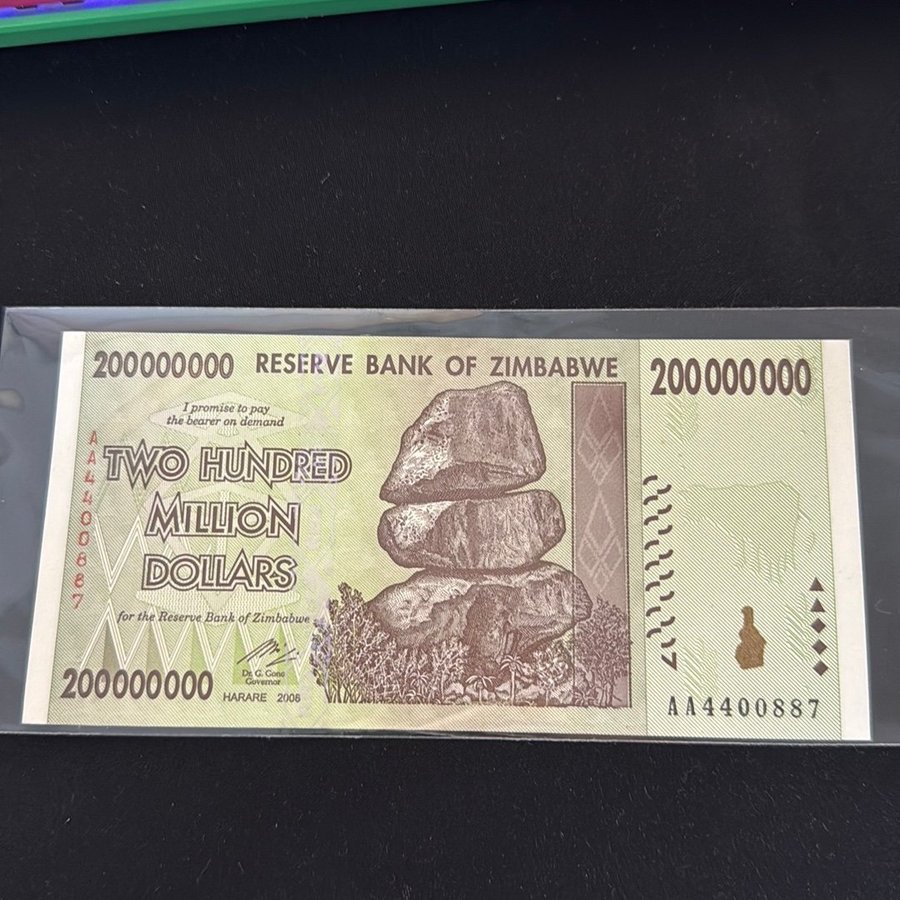 200000000 RESERVE BANK OF ZIMBABWE 200000000
I promise to pay
the bearer on demand
TWO HUNDRED
MILLION
DOLLARS
AA4400887
for the Reserve Bank of Zimbabwe
Dr. G. Gono
Governor
200000000 HARARE 2008
AA4400887